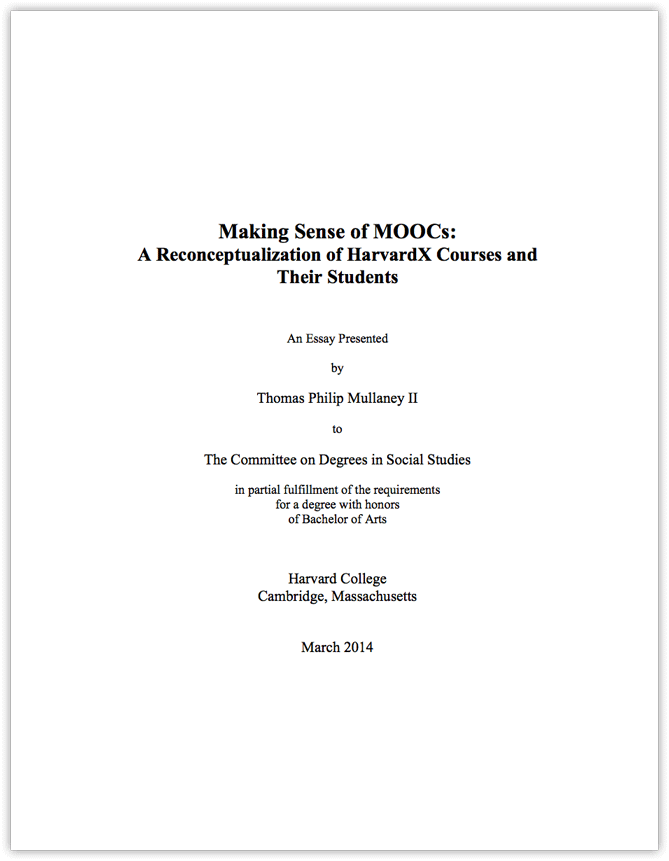 Making Sense of MOOCs:
A Reconceptualization of HarvardX Courses and
Their Students
An Essay Presented
by
Thomas Philip Mullaney II
to
The Committee on Degrees in Social Studies
in partial fulfillment of the requirements
for a degree with honors
of Bachelor of Arts
Harvard College
Cambridge, Massachusetts
March 2014